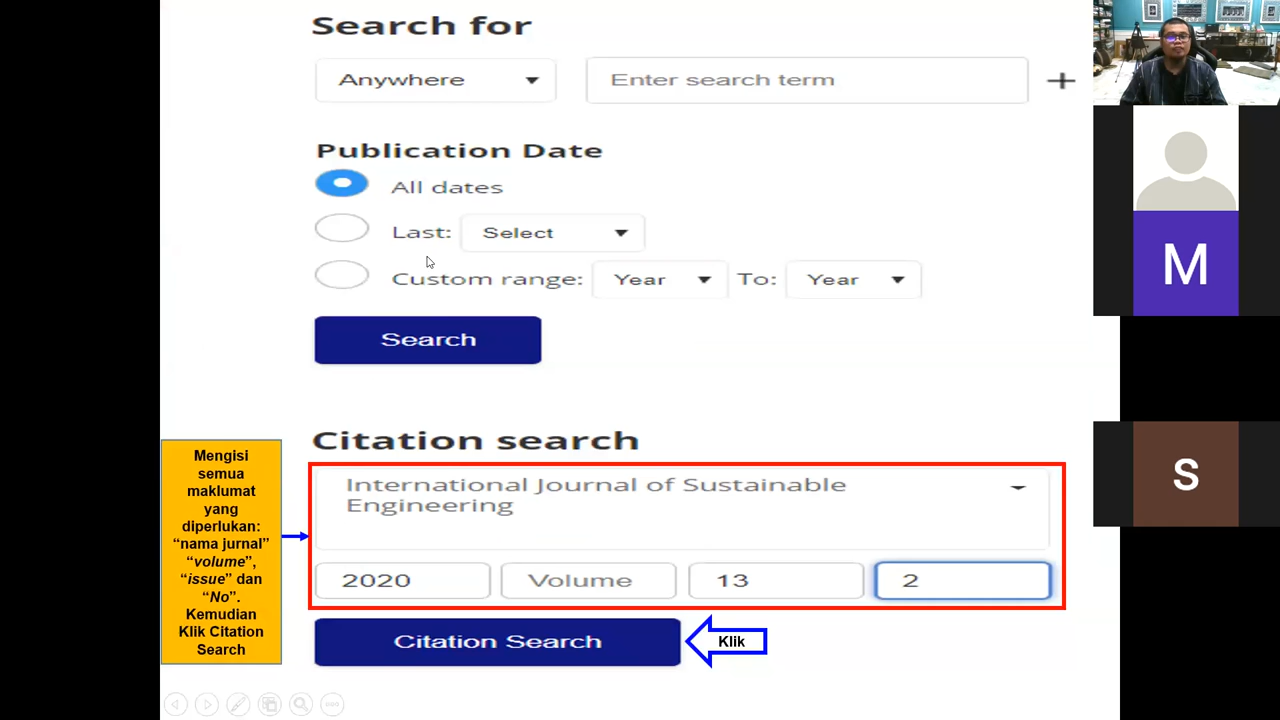 Search for
Anywhere
Enter search term
Publication Date
All dates
Last:
Select
Custom range:
Year
To:
Year
Search
Citation search
International Journal of Sustainable
Engineering
2020
Volume
13
2
Citation Search
Klik
Mengisi
semua
maklumat
yang
diperlukan:
“nama jurnal”
“volume”,
“issue” dan
“No”.
Kemudian
Klik Citation
Search
M
S